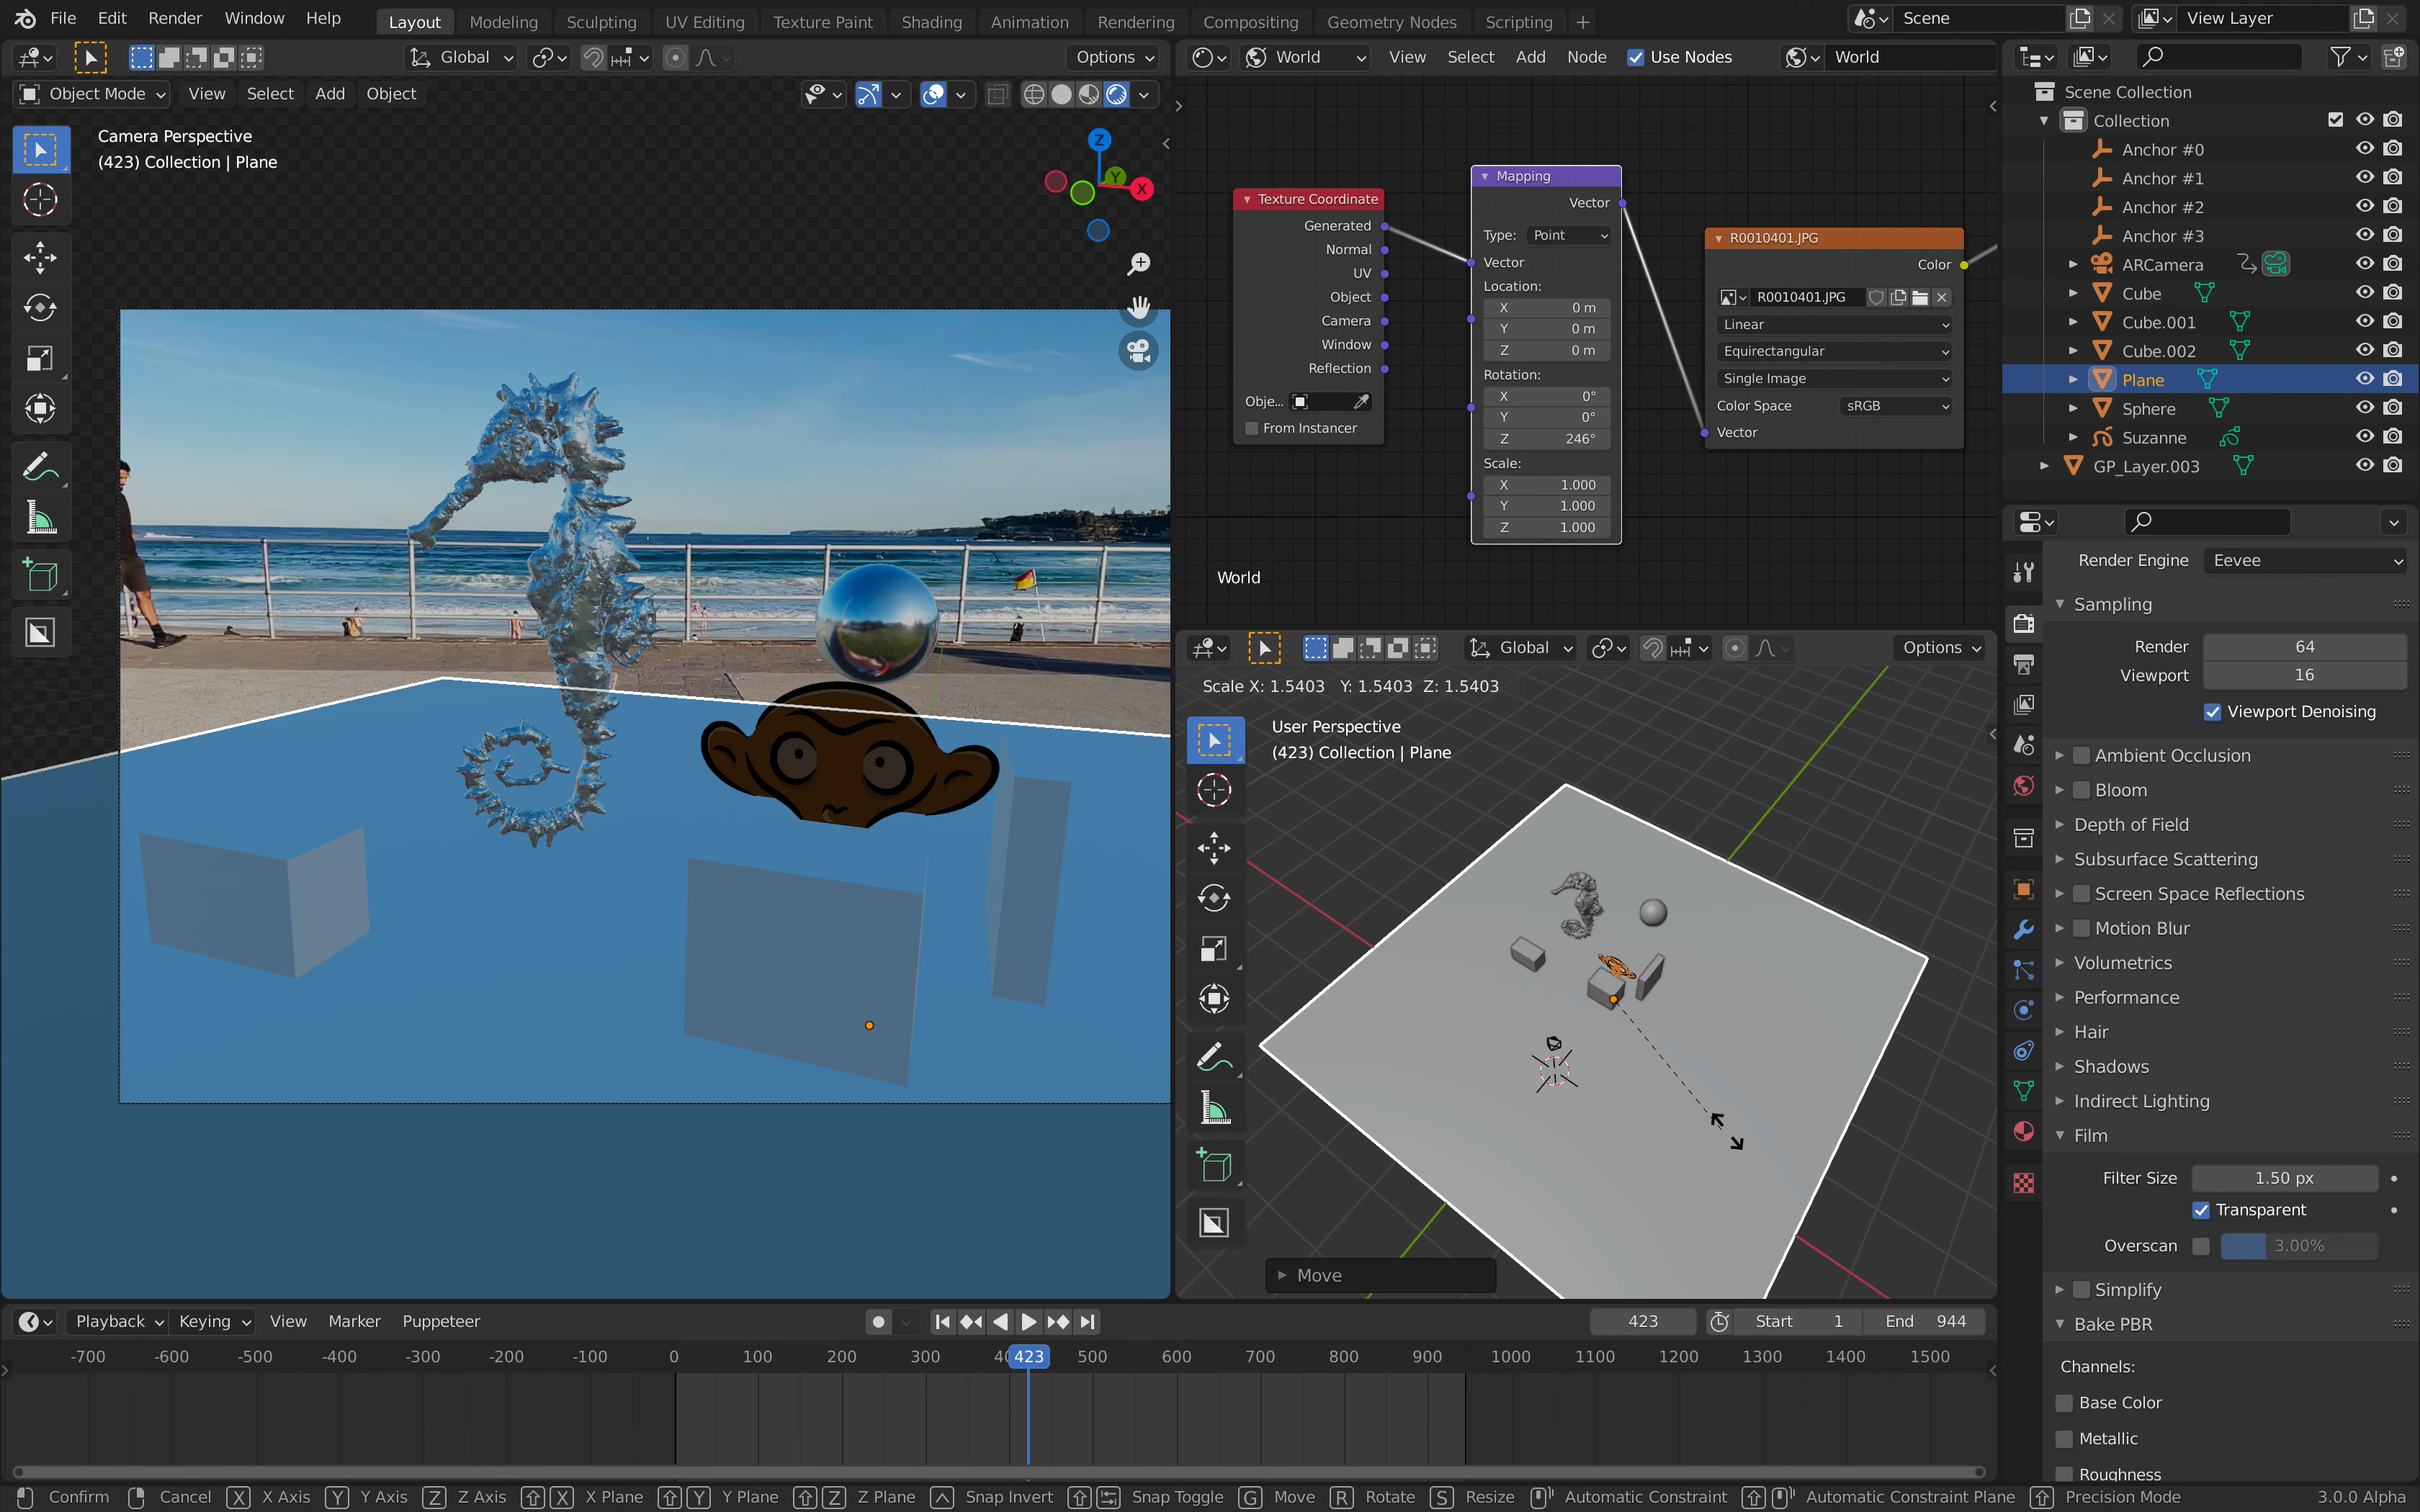 File Edit Render Window Help
Layout Modeling Sculpting UV Editing Texture Paint Shading Animation Rendering Compositing Geometry Nodes Scripting
Scene
View Layer
Global
Options
Object Mode View Select Add Object
Camera Perspective
(423) Collection | Plane
Z
Y
X
World View Select Add Node Use Nodes World
Texture Coordinate
Generated
Normal
UV
Object
Camera
Window
Reflection
Obje...
From Instancer
Mapping
Vector
Type: Point
Vector
Location:
X 0 m
Y 0 m
Z 0 m
Rotation:
X 0°
Y 0°
Z 246°
Scale:
X 1.000
Y 1.000
Z 1.000
R0010401.JPG
Color
R0010401.JPG
Linear
Equirectangular
Single Image
Color Space sRGB
Vector
World
Global
Options
Scale X: 1.5403 Y: 1.5403 Z: 1.5403
User Perspective
(423) Collection | Plane
Move
Scene Collection
Collection
Anchor #0
Anchor #1
Anchor #2
Anchor #3
ARCamera
Cube
Cube.001
Cube.002
Plane
Sphere
Suzanne
GP_Layer.003
Render Engine Eevee
Sampling
Render 64
Viewport 16
Viewport Denoising
Ambient Occlusion
Bloom
Depth of Field
Subsurface Scattering
Screen Space Reflections
Motion Blur
Volumetrics
Performance
Hair
Shadows
Indirect Lighting
Film
Filter Size 1.50 px
Transparent
Overscan 3.00%
Simplify
Bake PBR
Channels:
Base Color
Metallic
Roughness
Playback Keying View Marker Puppeteer
423 Start 1 End 944
-700 -600 -500 -400 -300 -200 -100 0 100 200 300 40 423 500 600 700 800 900 1000 1100 1200 1300 1400 1500
Confirm Cancel X X Axis Y Y Axis Z Z Axis X X Plane Y Y Plane Z Z Plane Snap Invert Snap Toggle G Move R Rotate S Resize Automatic Constraint Automatic Constraint Plane Precision Mode 3.0.0 Alpha